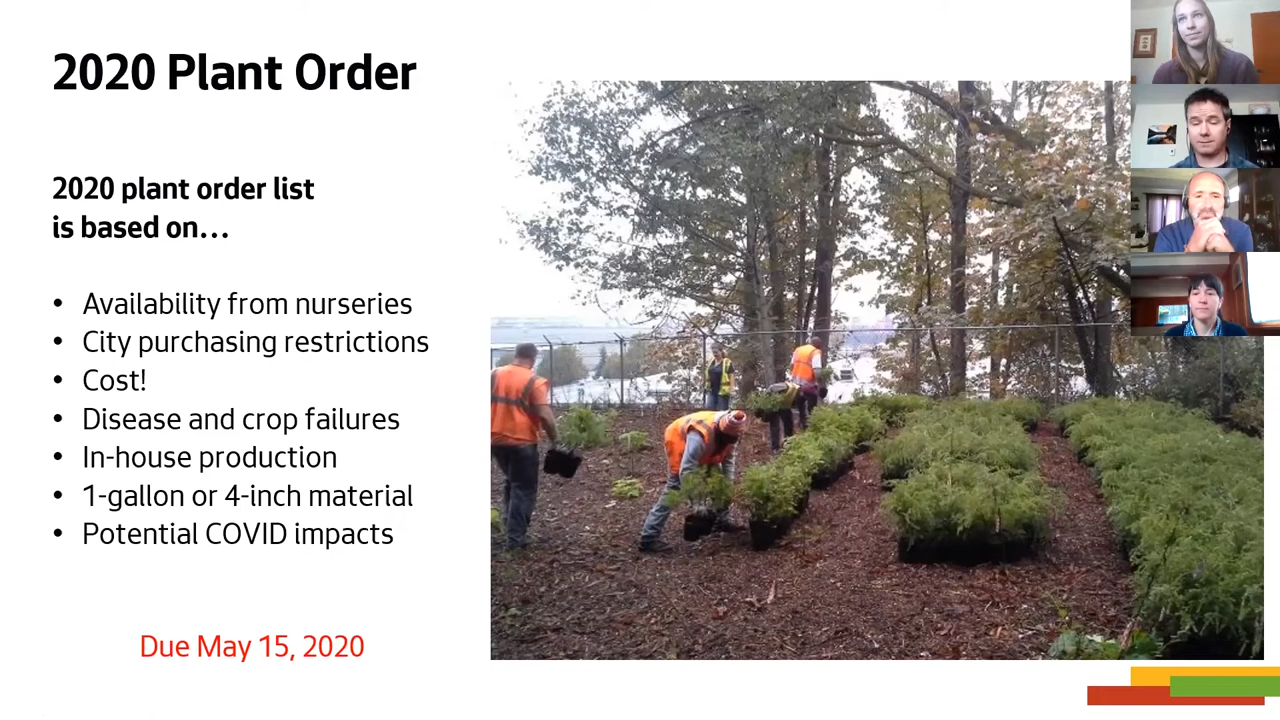 2020 Plant Order
2020 plant order list
is based on...
• Availability from nurseries
• City purchasing restrictions
• Cost!
• Disease and crop failures
• In-house production
• 1-gallon or 4-inch material
• Potential COVID impacts
Due May 15, 2020